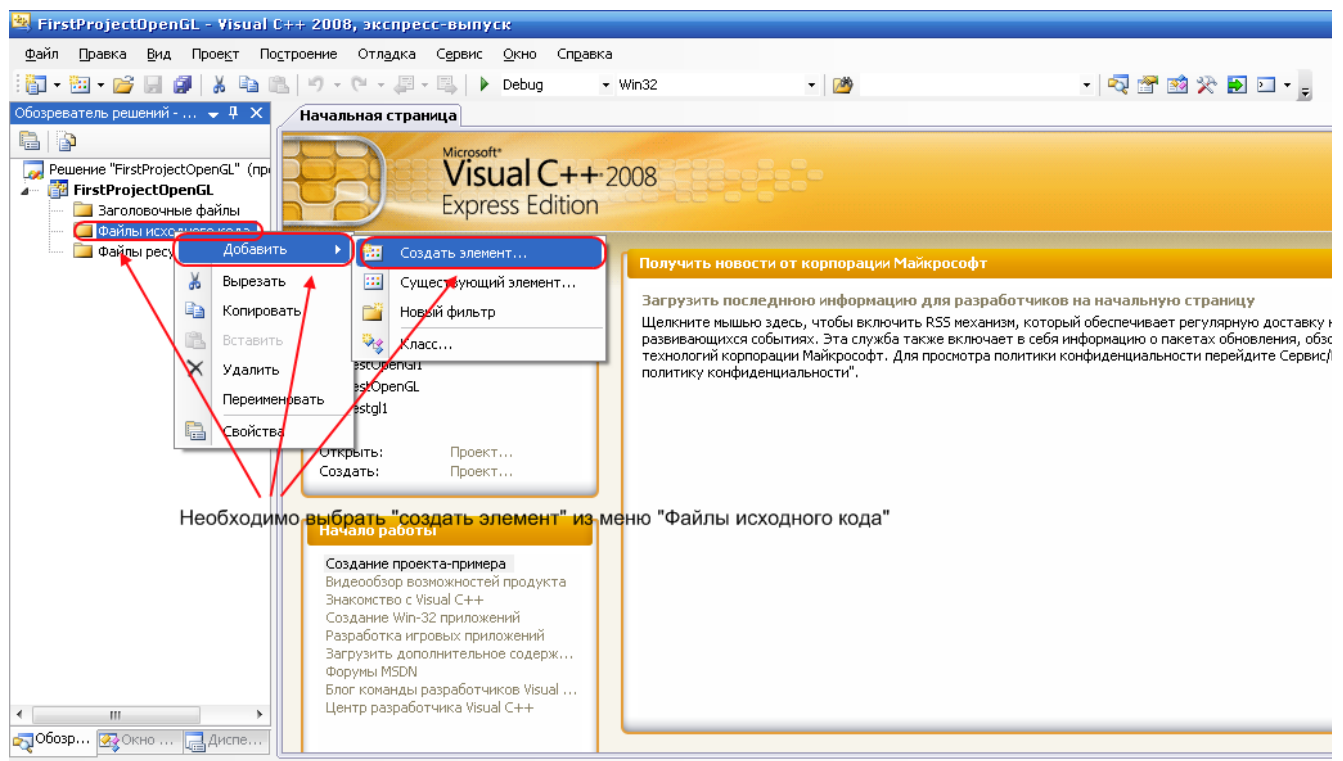 FirstProjectOpenGL - Visual C++ 2008, экспресс-выпуск
Файл Правка Вид Проект Построение Отладка Сервис Окно Справка
Debug Win32
Обозреватель решений - ...
Начальная страница
Решение "FirstProjectOpenGL" (пр
FirstProjectOpenGL
Заголовочные файлы
Файлы исходного кода
Файлы ресу
Microsoft
Visual C++ 2008
Express Edition
Добавить
Вырезать
Копировать
Вставить
Удалить
Переименовать
Свойства
Создать элемент...
Существующий элемент...
Новый фильтр
Класс...
estOpenGl1
estOpenGL
estgl1
Открыть: Проект...
Создать: Проект...
Получить новости от корпорации Майкрософт
Загрузить последнюю информацию для разработчиков на начальную страницу
Щелкните мышью здесь, чтобы включить RSS механизм, который обеспечивает регулярную доставку
развивающихся событиях. Эта служба также включает в себя информацию о пакетах обновления, обзо
технологий корпорации Майкрософт. Для просмотра политики конфиденциальности перейдите Сервис/
политику конфиденциальности".
Необходимо выбрать "создать элемент" из меню "Файлы исходного кода"
Начало работы
Создание проекта-примера
Видеообзор возможностей продукта
Знакомство с Visual C++
Создание Win-32 приложений
Разработка игровых приложений
Загрузить дополнительное содерж...
Форумы MSDN
Блог команды разработчиков Visual ...
Центр разработчика Visual C++
Обозр... Окно ... Диспе...